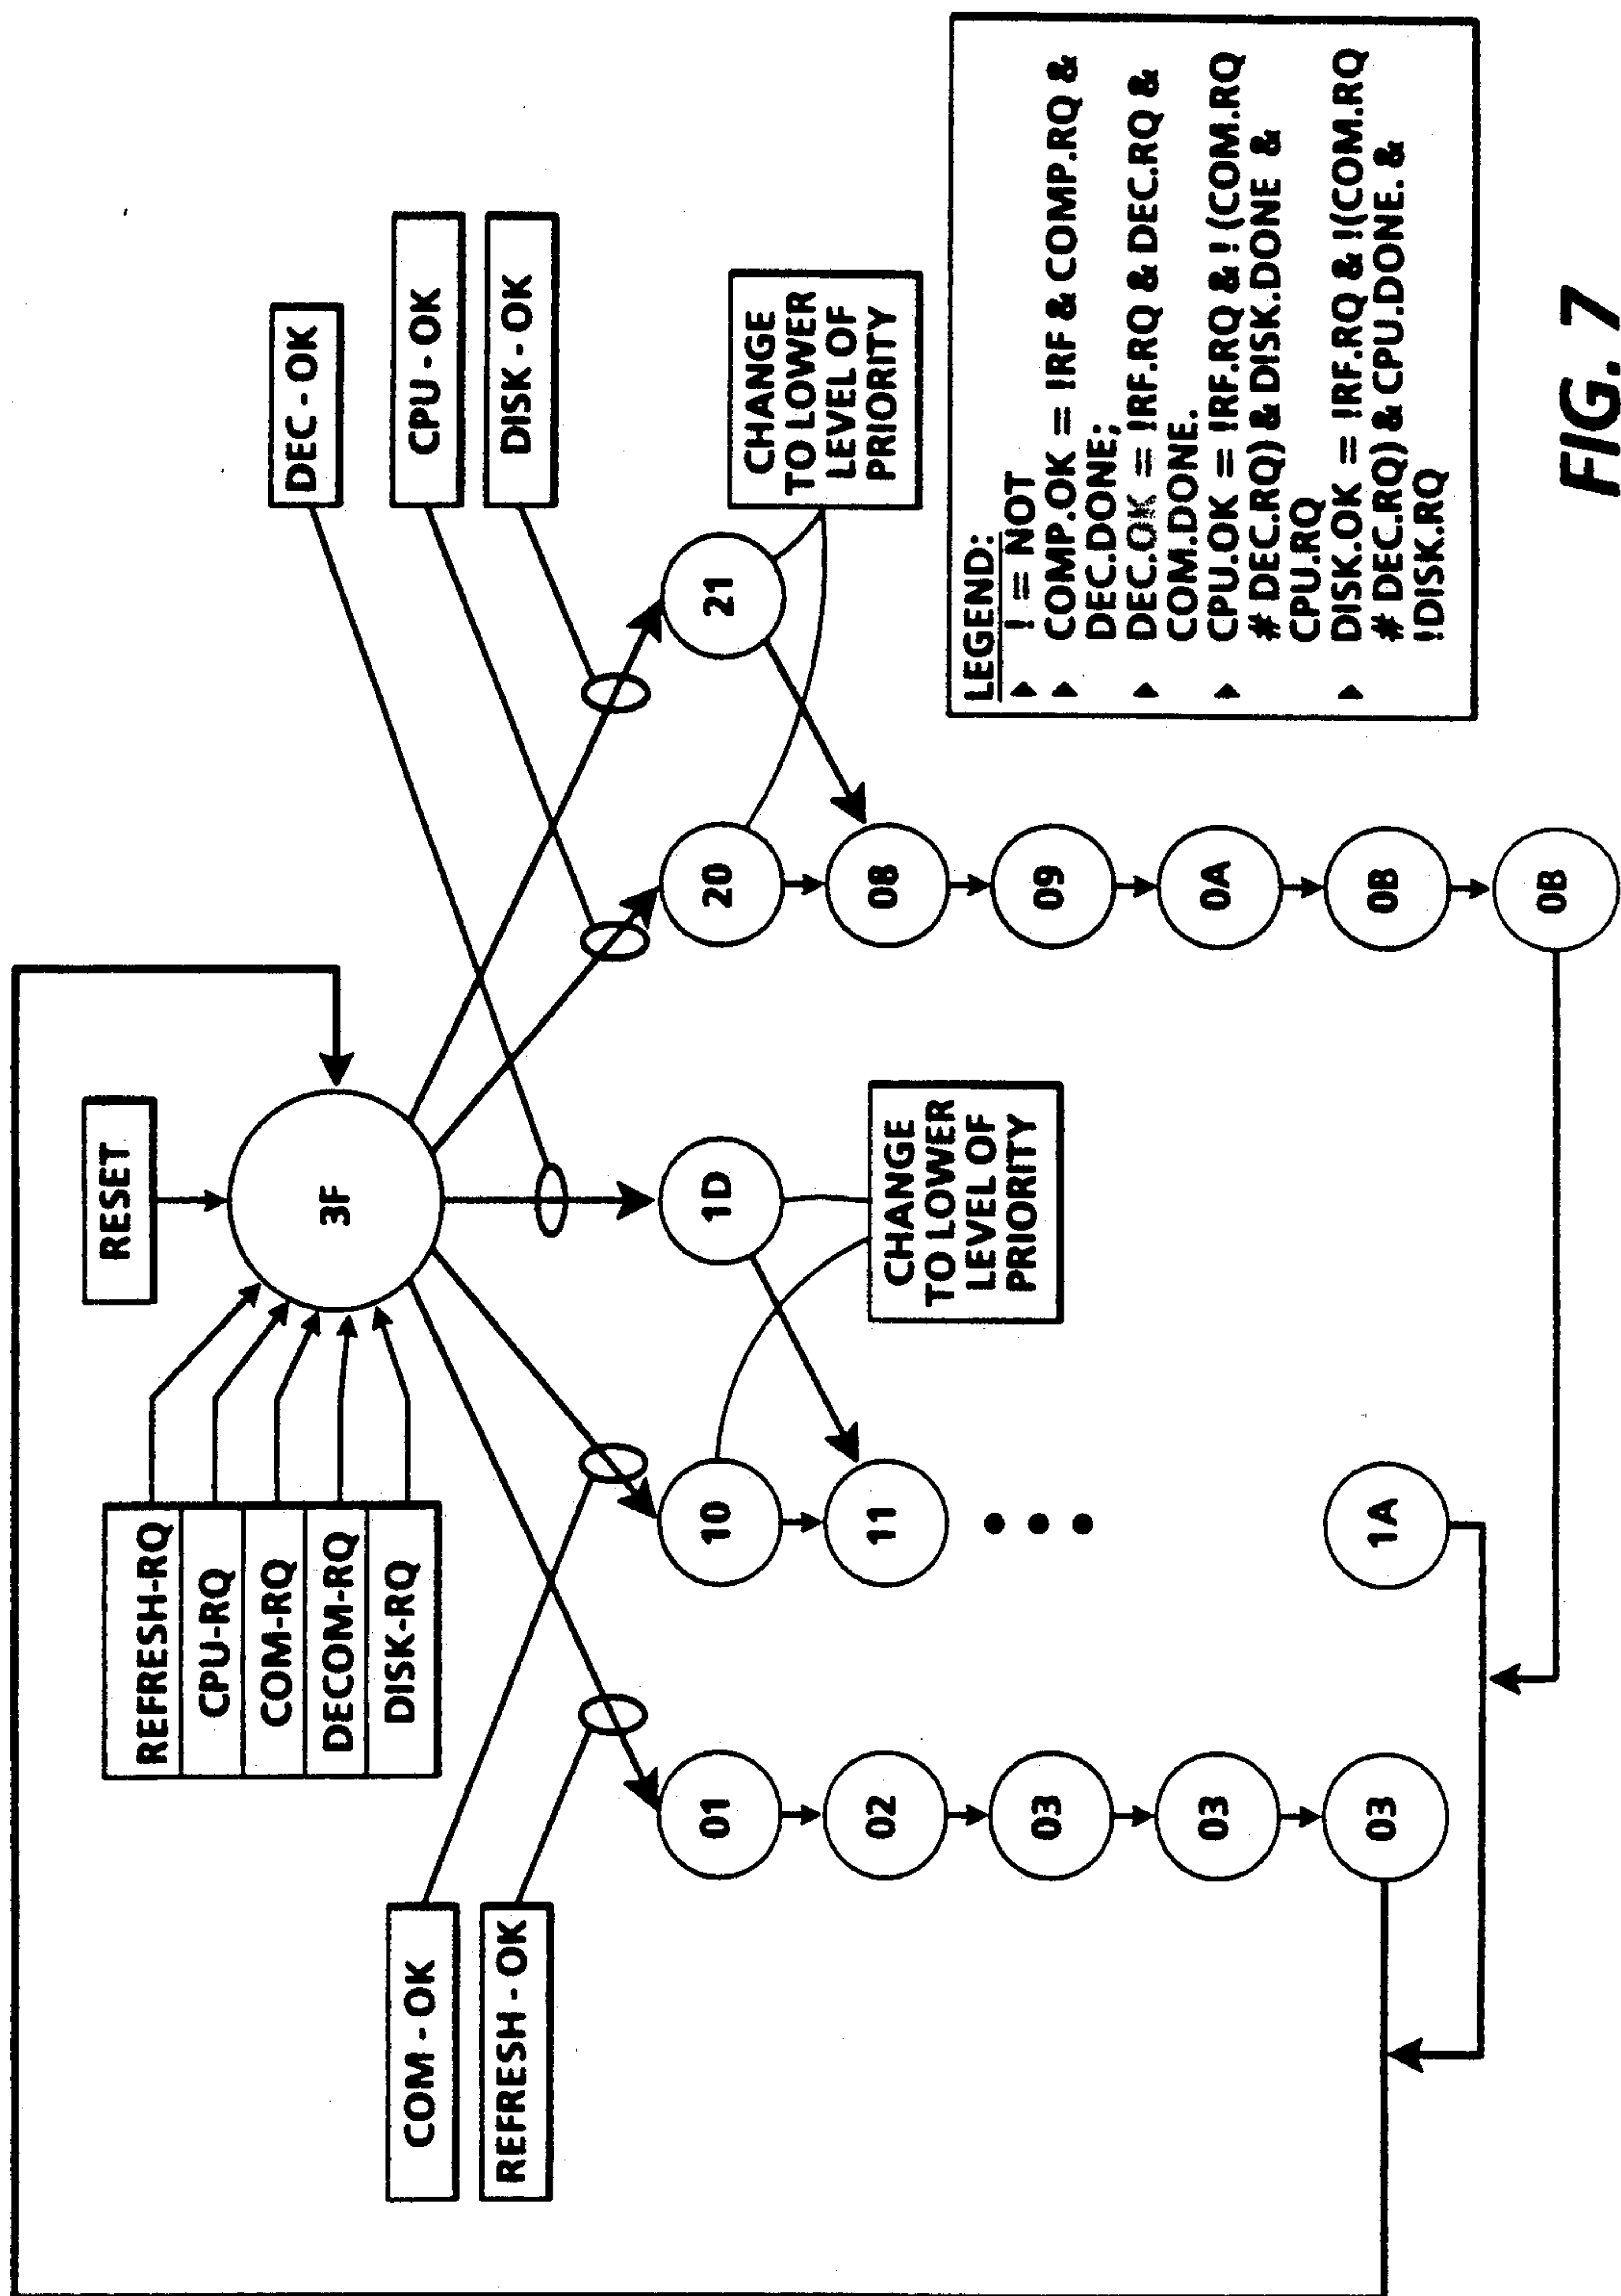 RESET
REFRESH-RQ
CPU-RQ
COM-RQ
DECOM-RQ
DISK-RQ
3F
DEC - OK
CPU - OK
DISK - OK
COM - OK
REFRESH - OK
01
10
1D
20
21
CHANGE
TO LOWER
LEVEL OF
PRIORITY
CHANGE
TO LOWER
LEVEL OF
PRIORITY
02
11
08
03
09
03
0A
03
1A
0B
0B
LEGEND:
! = NOT
COMP.OK = !RF & COMP.RQ &
DEC.DONE;
DEC.OK = !RF.RQ & DEC.RQ &
COM.DONE.
CPU.OK = !RF.RQ & ! (COM.RQ
# DEC.RQ) & DISK.DONE &
CPU.RQ
DISK.OK = !RF.RQ & !(COM.RQ
# DEC.RQ) & CPU.DONE. &
!DISK.RQ
FIG. 7